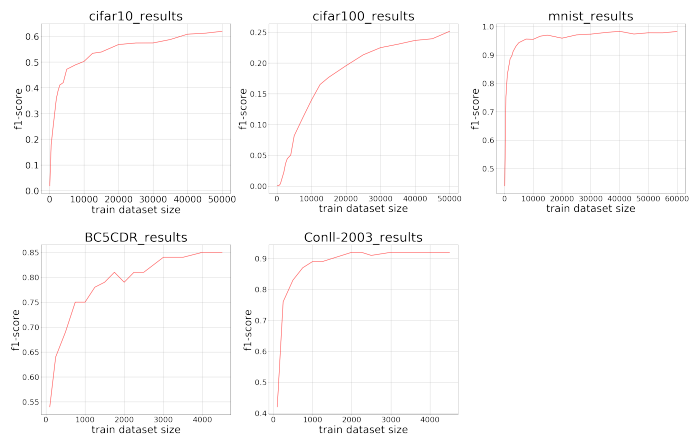 cifar10_results
0.6
0.5
0.4
0.3
0.2
0.1
0.0
f1-score
0 10000 20000 30000 40000 50000
train dataset size
cifar100_results
0.25
0.20
0.15
0.10
0.05
0.00
f1-score
0 10000 20000 30000 40000 50000
train dataset size
mnist_results
1.0
0.9
0.8
0.7
0.6
0.5
f1-score
0 10000 20000 30000 40000 50000 60000
train dataset size
BC5CDR_results
0.85
0.80
0.75
0.70
0.65
0.60
0.55
f1-score
0 1000 2000 3000 4000
train dataset size
Conll-2003_results
0.9
0.8
0.7
0.6
0.5
0.4
f1-score
0 1000 2000 3000 4000
train dataset size